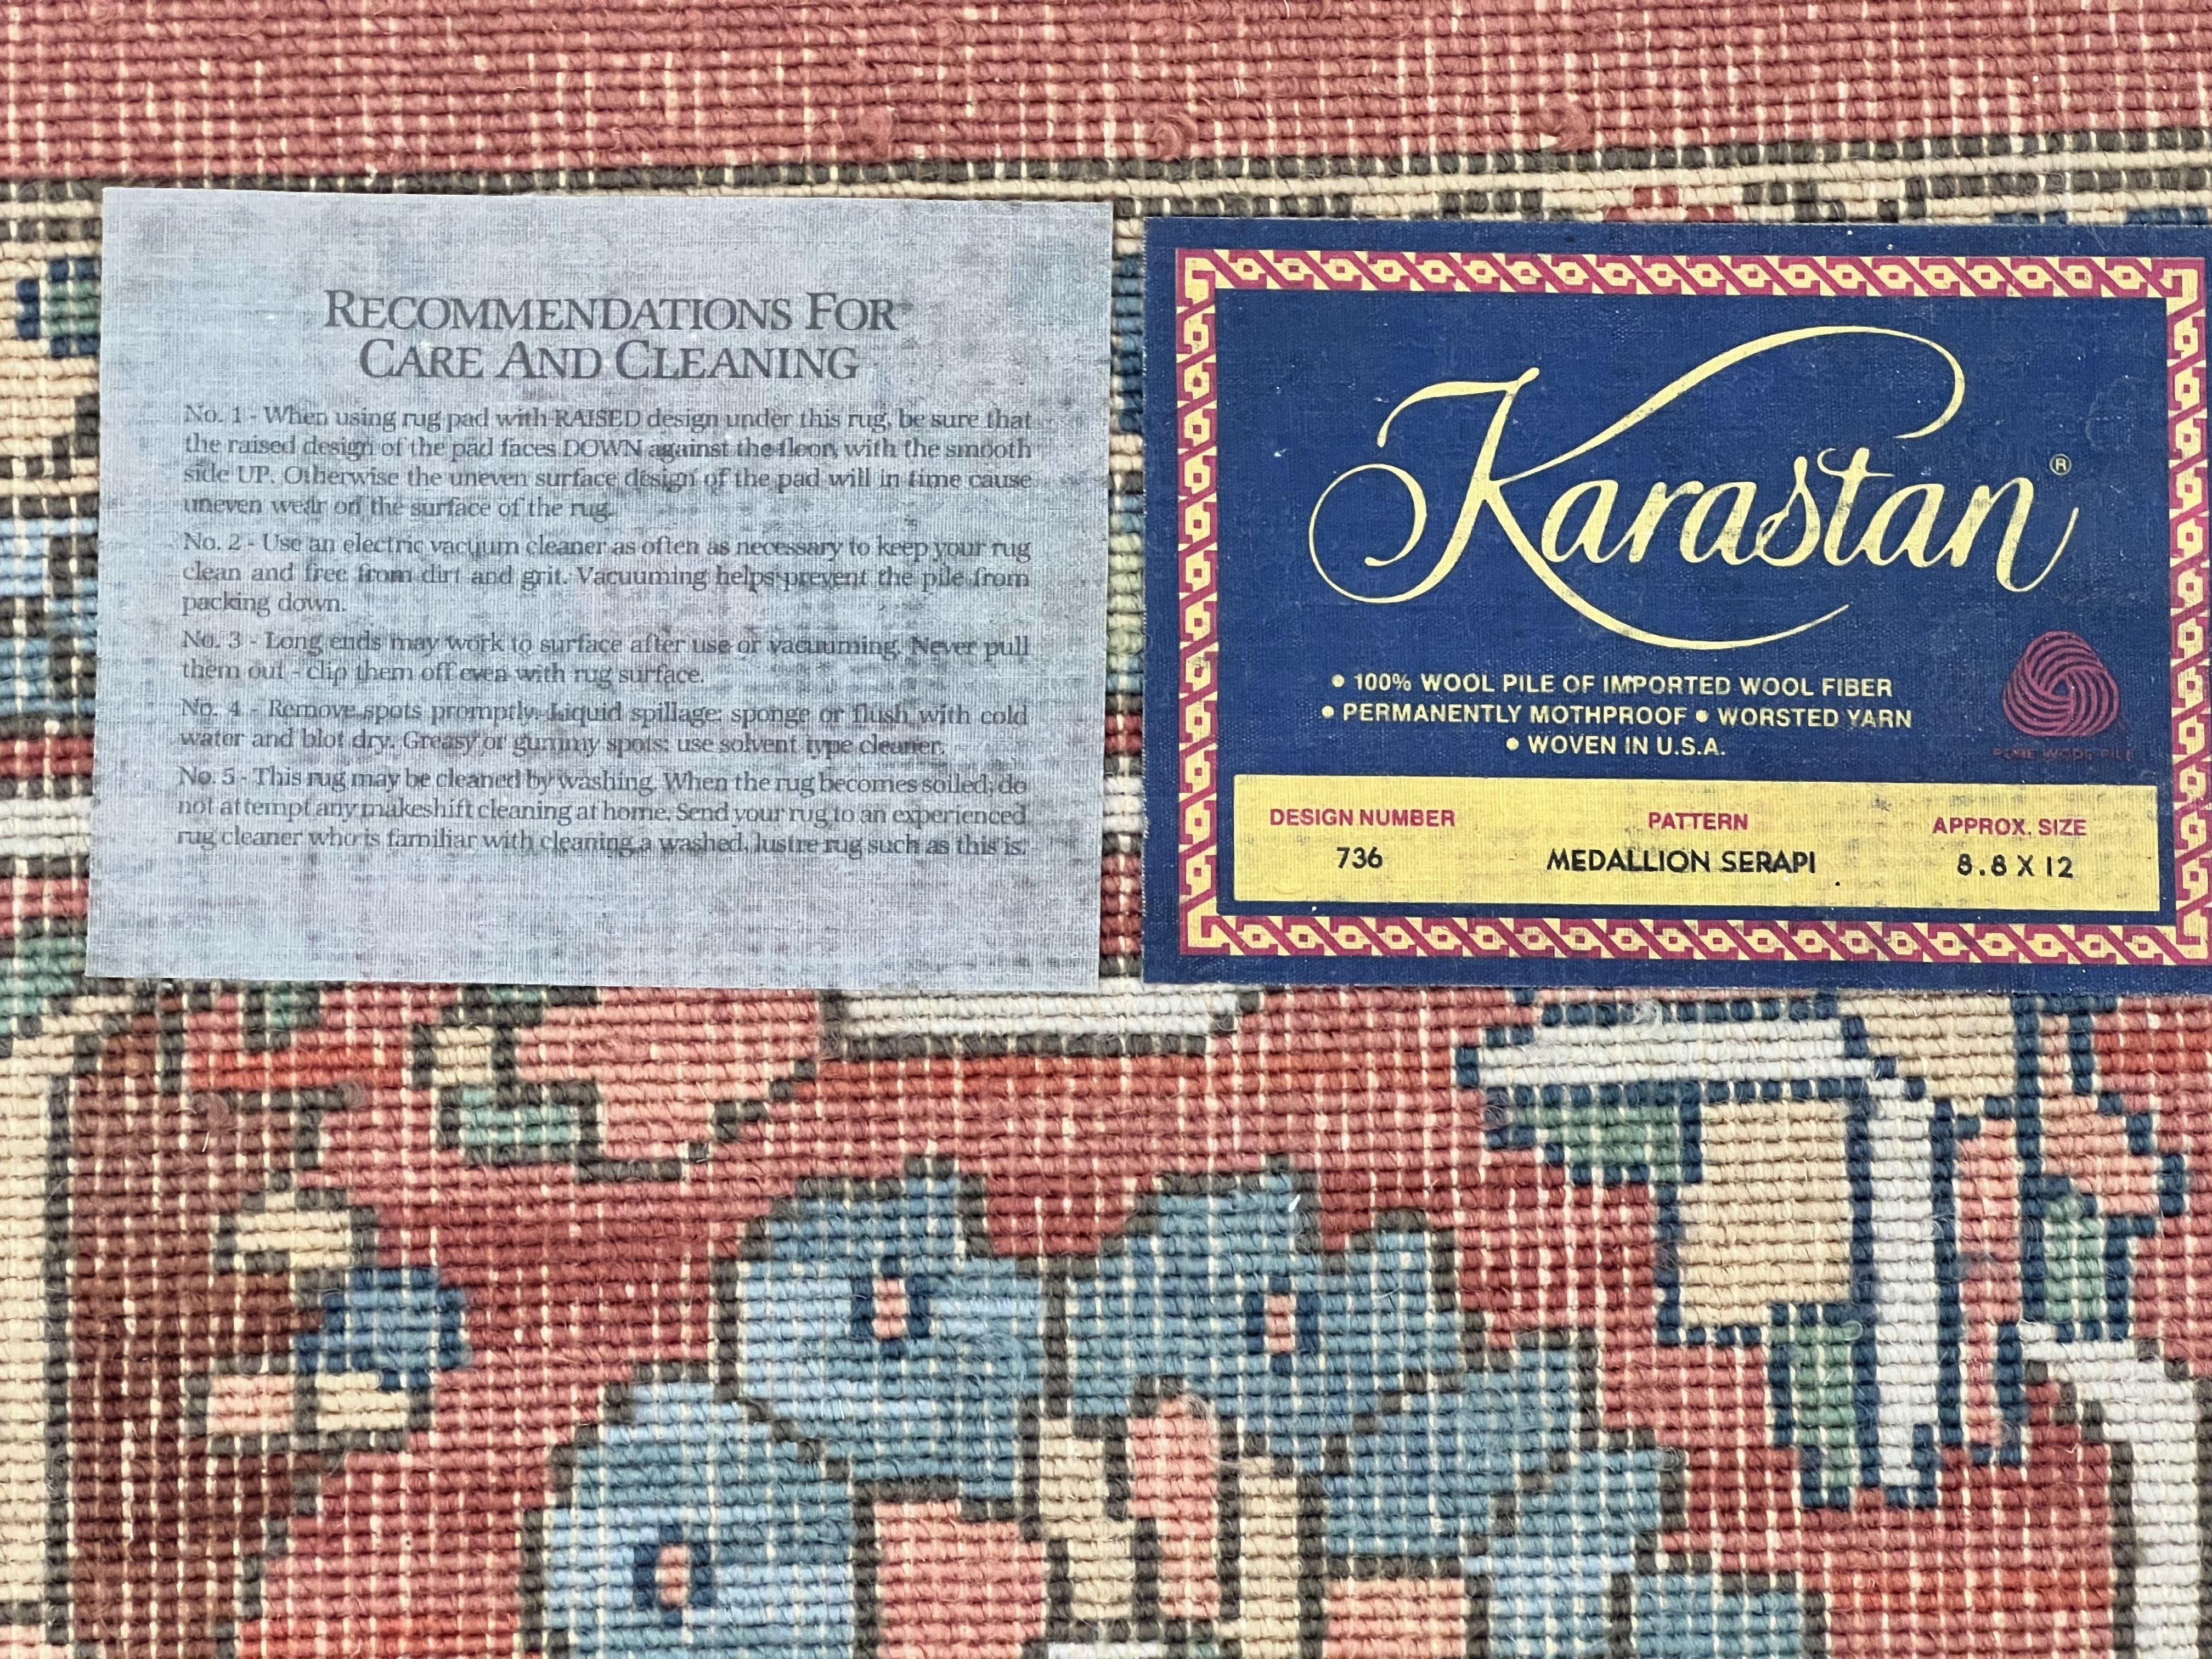 RECOMMENDATIONS FOR
CARE AND CLEANING
No. 1 - When using rug pad with RAISED design under this rug, be sure that
the raised design of the pad faces DOWN against the floor, with the smooth
side UP. Otherwise the uneven surface design of the pad will in time cause
uneven wear on the surface of the rug.
No. 2 - Use an electric vacuum cleaner as often as necessary to keep your rug
clean and free from dirt and grit. Vacuuming helps prevent the pile from
packing down.
No. 3 - Long ends may work to surface after use or vacuuming. Never pull
them out - clip them off even with rug surface.
No. 4 - Remove spots promptly. Liquid spillage: sponge or flush with cold
water and blot dry. Greasy or gummy spots: use solvent type cleaner.
No. 5 - This rug may be cleaned by washing. When the rug becomes soiled, do
not attempt any makeshift cleaning at home. Send your rug to an experienced
rug cleaner who is familiar with cleaning a washed, lustre rug such as this is.
Karastan®
• 100% WOOL PILE OF IMPORTED WOOL FIBER
• PERMANENTLY MOTHPROOF • WORSTED YARN
• WOVEN IN U.S.A.
PURE WOOL PILE
DESIGN NUMBER PATTERN APPROX. SIZE
736 MEDALLION SERAPI 8.8 X 12